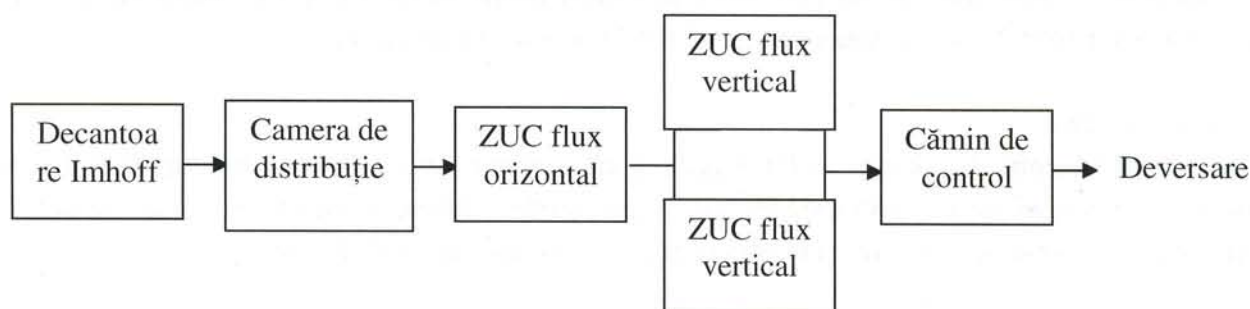 Decantoa
re Imhoff
Camera de
distribuție
ZUC flux
orizontal
ZUC flux
vertical
ZUC flux
vertical
Cămin de
control
Deversare